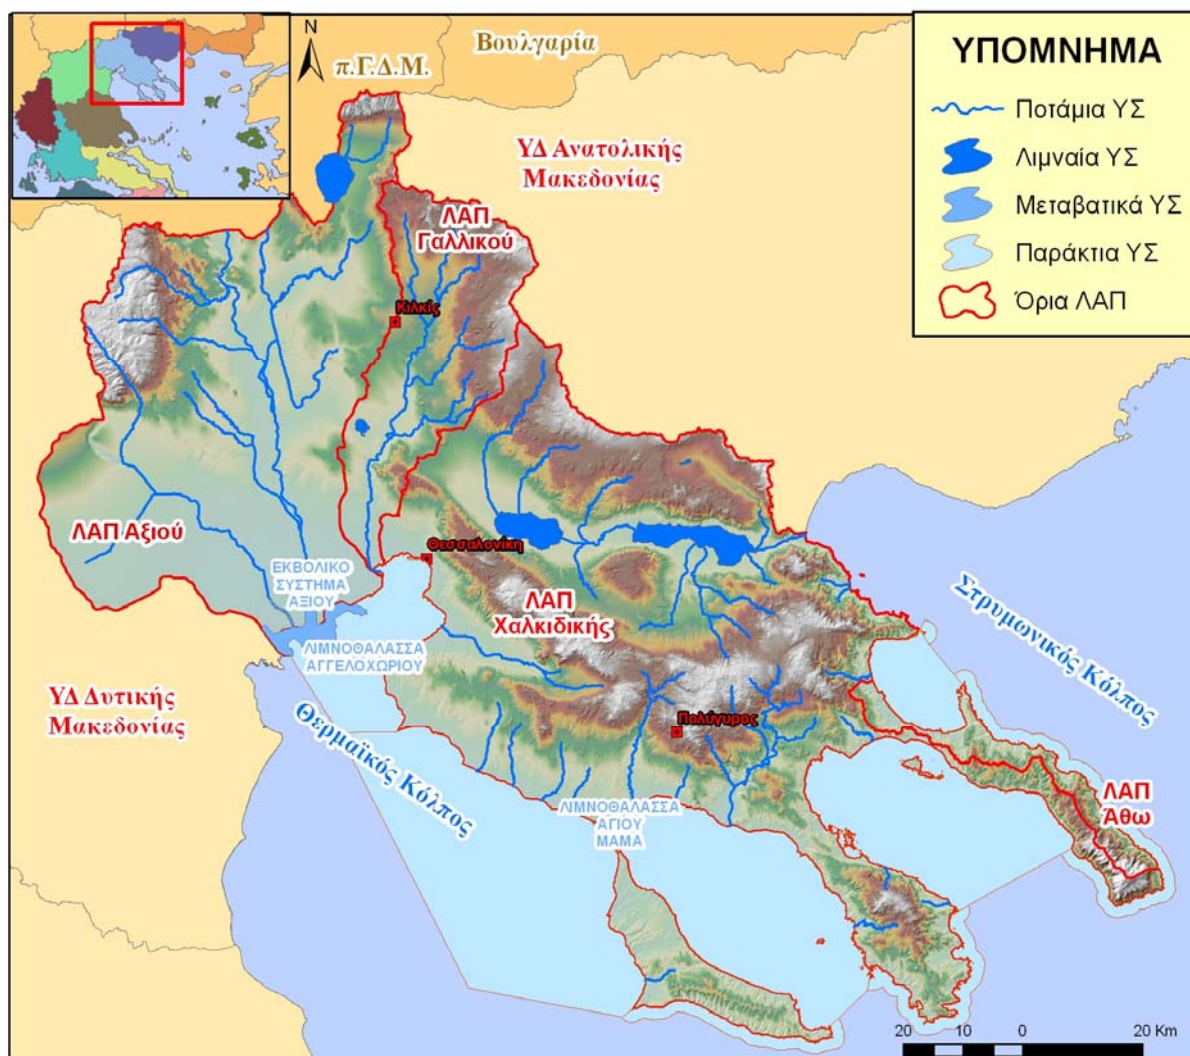 N
Βουλγαρία
π.Γ.Δ.Μ.
ΥΔ Ανατολικής
Μακεδονίας
ΥΠΟΜΝΗΜΑ
Ποτάμια ΥΣ
Λιμναία ΥΣ
Μεταβατικά ΥΣ
Παράκτια ΥΣ
Όρια ΛΑΠ
ΛΑΠ
Γαλλικού
Κιλκίς
ΛΑΠ Αξιού
ΕΚΒΟΛΙΚΟ
ΣΥΣΤΗΜΑ
ΑΞΙΟΥ
Θεσσαλονίκη
ΛΑΠ
Χαλκιδικής
ΛΙΜΝΟΘΑΛΑΣΣΑ
ΑΓΓΕΛΟΧΩΡΙΟΥ
Στρυμωνικός Κόλπος
ΥΔ Δυτικής
Μακεδονίας
Θερμαϊκός Κόλπος
Πολύγυρος
ΛΙΜΝΟΘΑΛΑΣΣΑ
ΑΓΙΟΥ
ΜΑΜΑ
ΛΑΠ
Άθω
20 10 0 20 Km